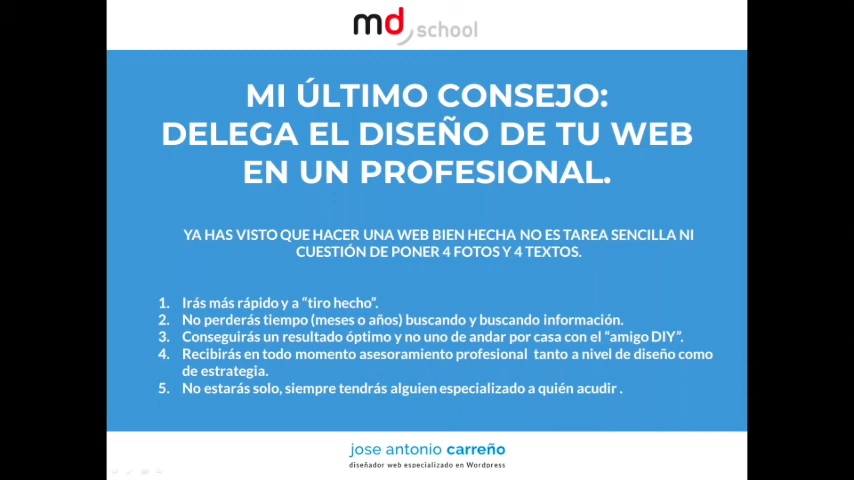 md school
MI ÚLTIMO CONSEJO:
DELEGA EL DISEÑO DE TU WEB
EN UN PROFESIONAL.
YA HAS VISTO QUE HACER UNA WEB BIEN HECHA NO ES TAREA SENCILLA NI
CUESTIÓN DE PONER 4 FOTOS Y 4 TEXTOS.
1. Irás más rápido y a “tiro hecho”.
2. No perderás tiempo (meses o años) buscando y buscando información.
3. Conseguirás un resultado óptimo y no uno de andar por casa con el “amigo DIY”.
4. Recibirás en todo momento asesoramiento profesional tanto a nivel de diseño como
de estrategia.
5. No estarás solo, siempre tendrás alguien especializado a quién acudir .
jose antonio carreño
diseñador web especializado en Wordpress